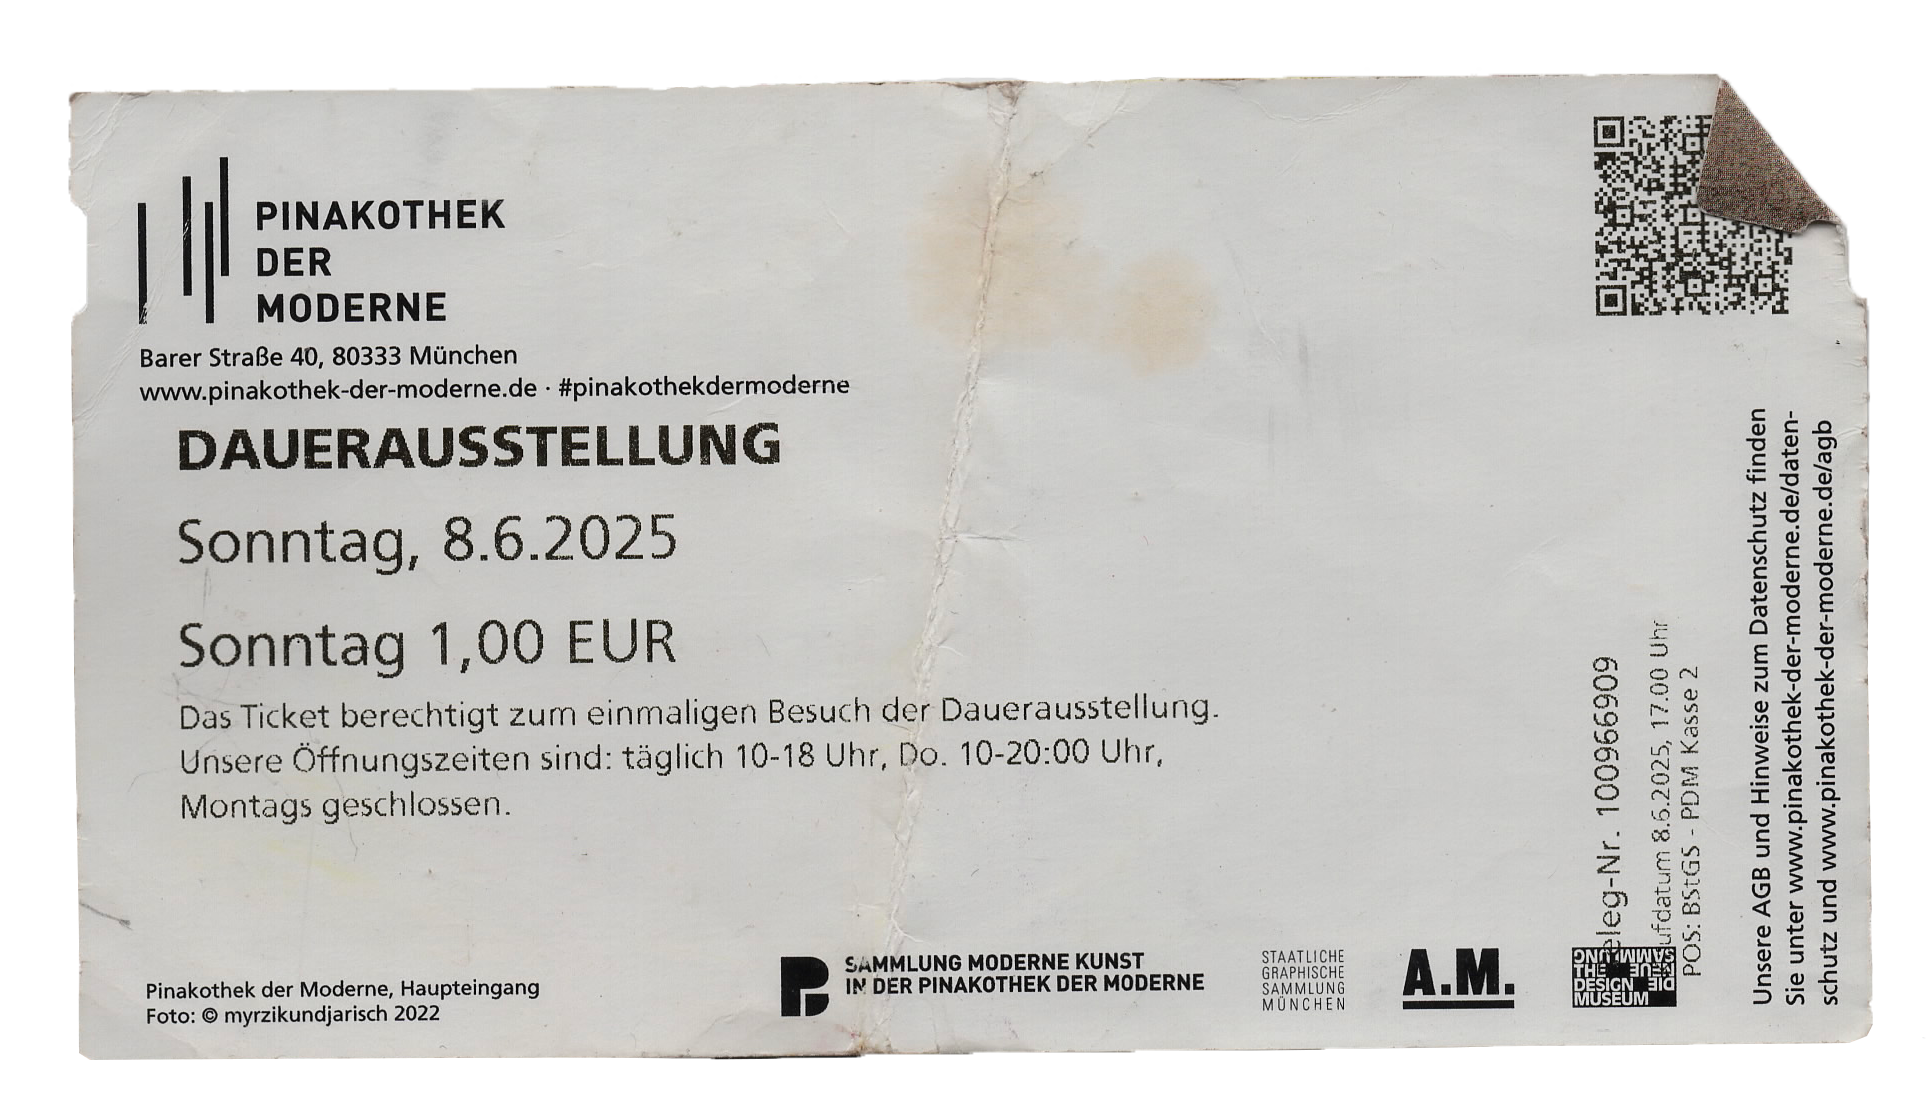 PINAKOTHEK
DER
MODERNE
Barer Straße 40, 80333 München
www.pinakothek-der-moderne.de · #pinakothekdermoderne
DAUERAUSSTELLUNG
Sonntag, 8.6.2025
Sonntag 1,00 EUR
Das Ticket berechtigt zum einmaligen Besuch der Dauerausstellung.
Unsere Öffnungszeiten sind: täglich 10-18 Uhr, Do. 10-20:00 Uhr,
Montags geschlossen.
Pinakothek der Moderne, Haupteingang
Foto: © myrzikundjarisch 2022
SAMMLUNG MODERNE KUNST
IN DER PINAKOTHEK DER MODERNE
STAATLICHE
GRAPHISCHE
SAMMLUNG
MÜNCHEN
A.M.
DIE
NEUE
SAMMLUNG
THE
DESIGN
MUSEUM
eleg-Nr. 100966909
ufdatum 8.6.2025, 17.00 Uhr
POS: BStGS - PDM Kasse 2
Unsere AGB und Hinweise zum Datenschutz finden
Sie unter www.pinakothek-der-moderne.de/daten-
schutz und www.pinakothek-der-moderne.de/agb